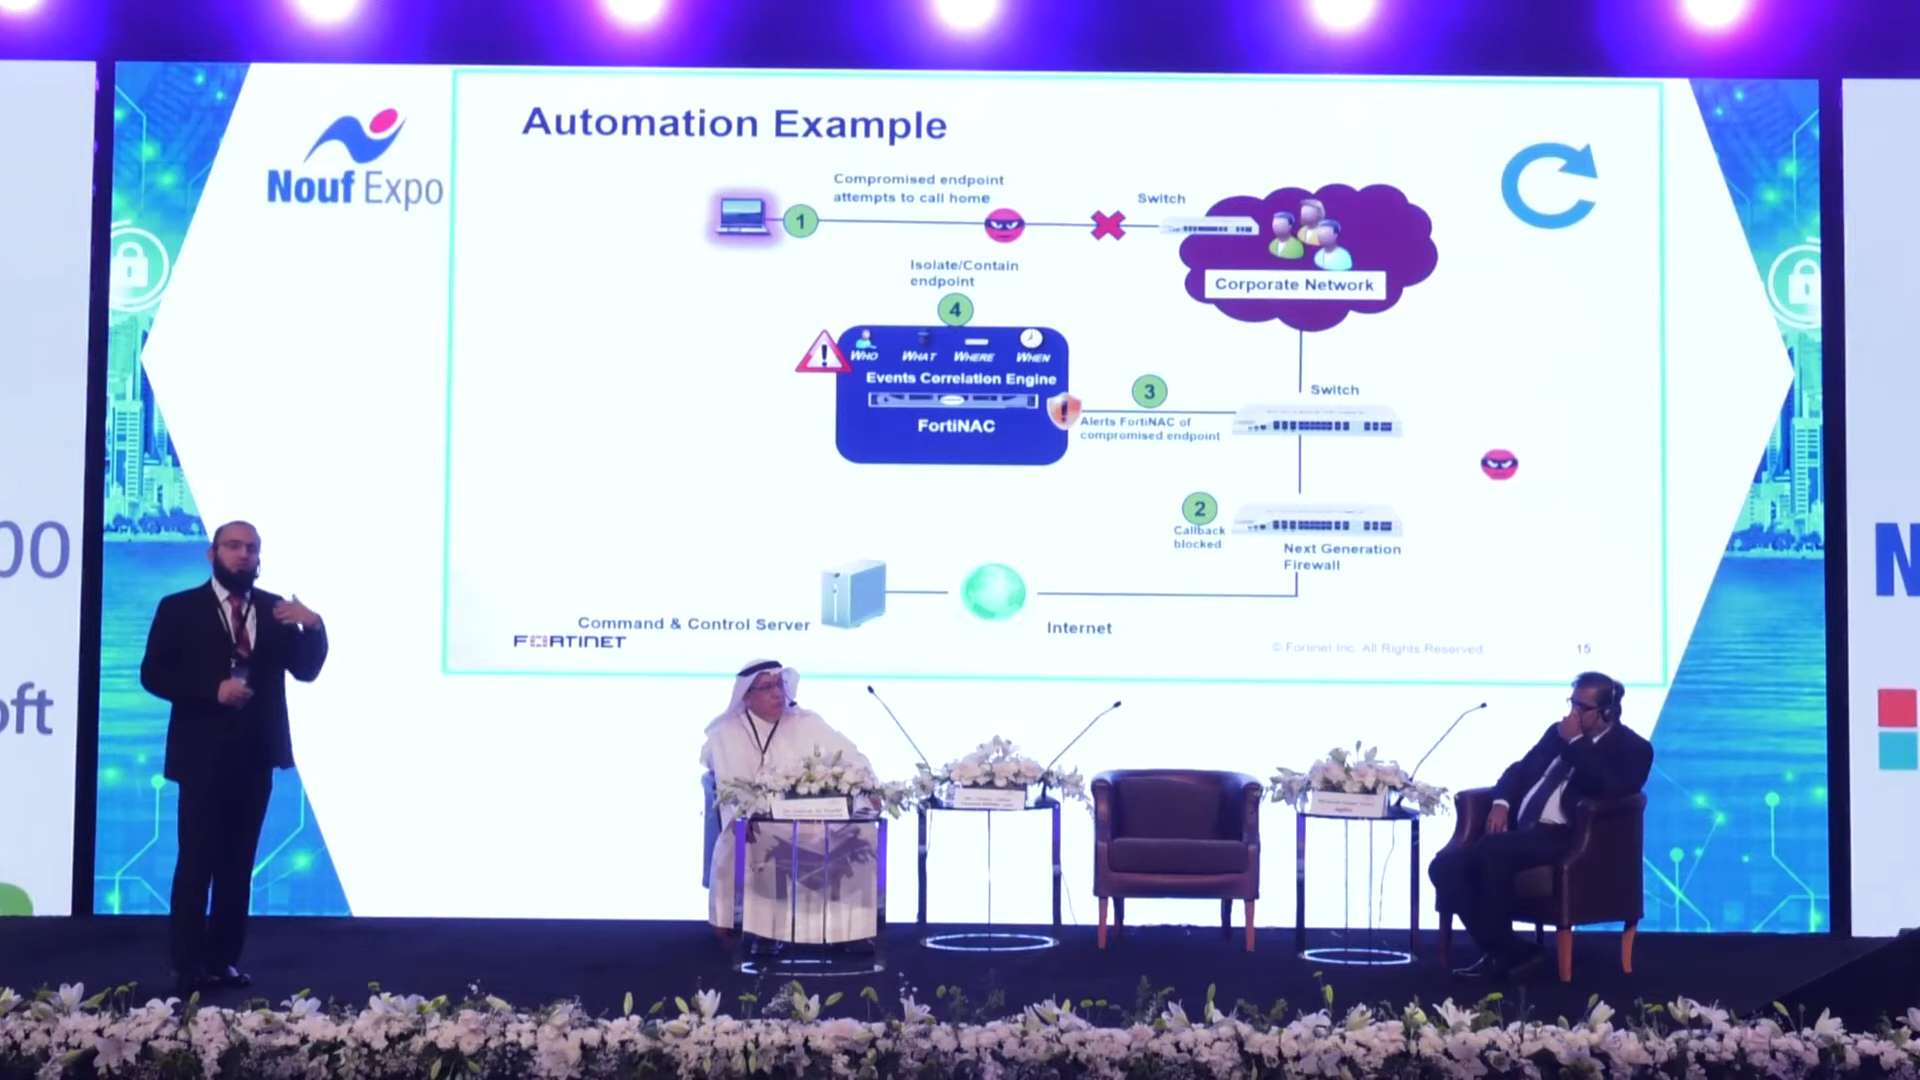 Automation Example
Nouf Expo
Compromised endpoint
attempts to call home
1
Switch
Isolate/Contain
endpoint
4
Corporate Network
WHO WHAT WHERE WHEN
Events Correlation Engine
FortiNAC
3
Alerts FortiNAC of
compromised endpoint
Switch
2
Callback
blocked
Next Generation
Firewall
Command & Control Server
Internet
FORTINET
© Fortinet Inc. All Rights Reserved
15
oft
N